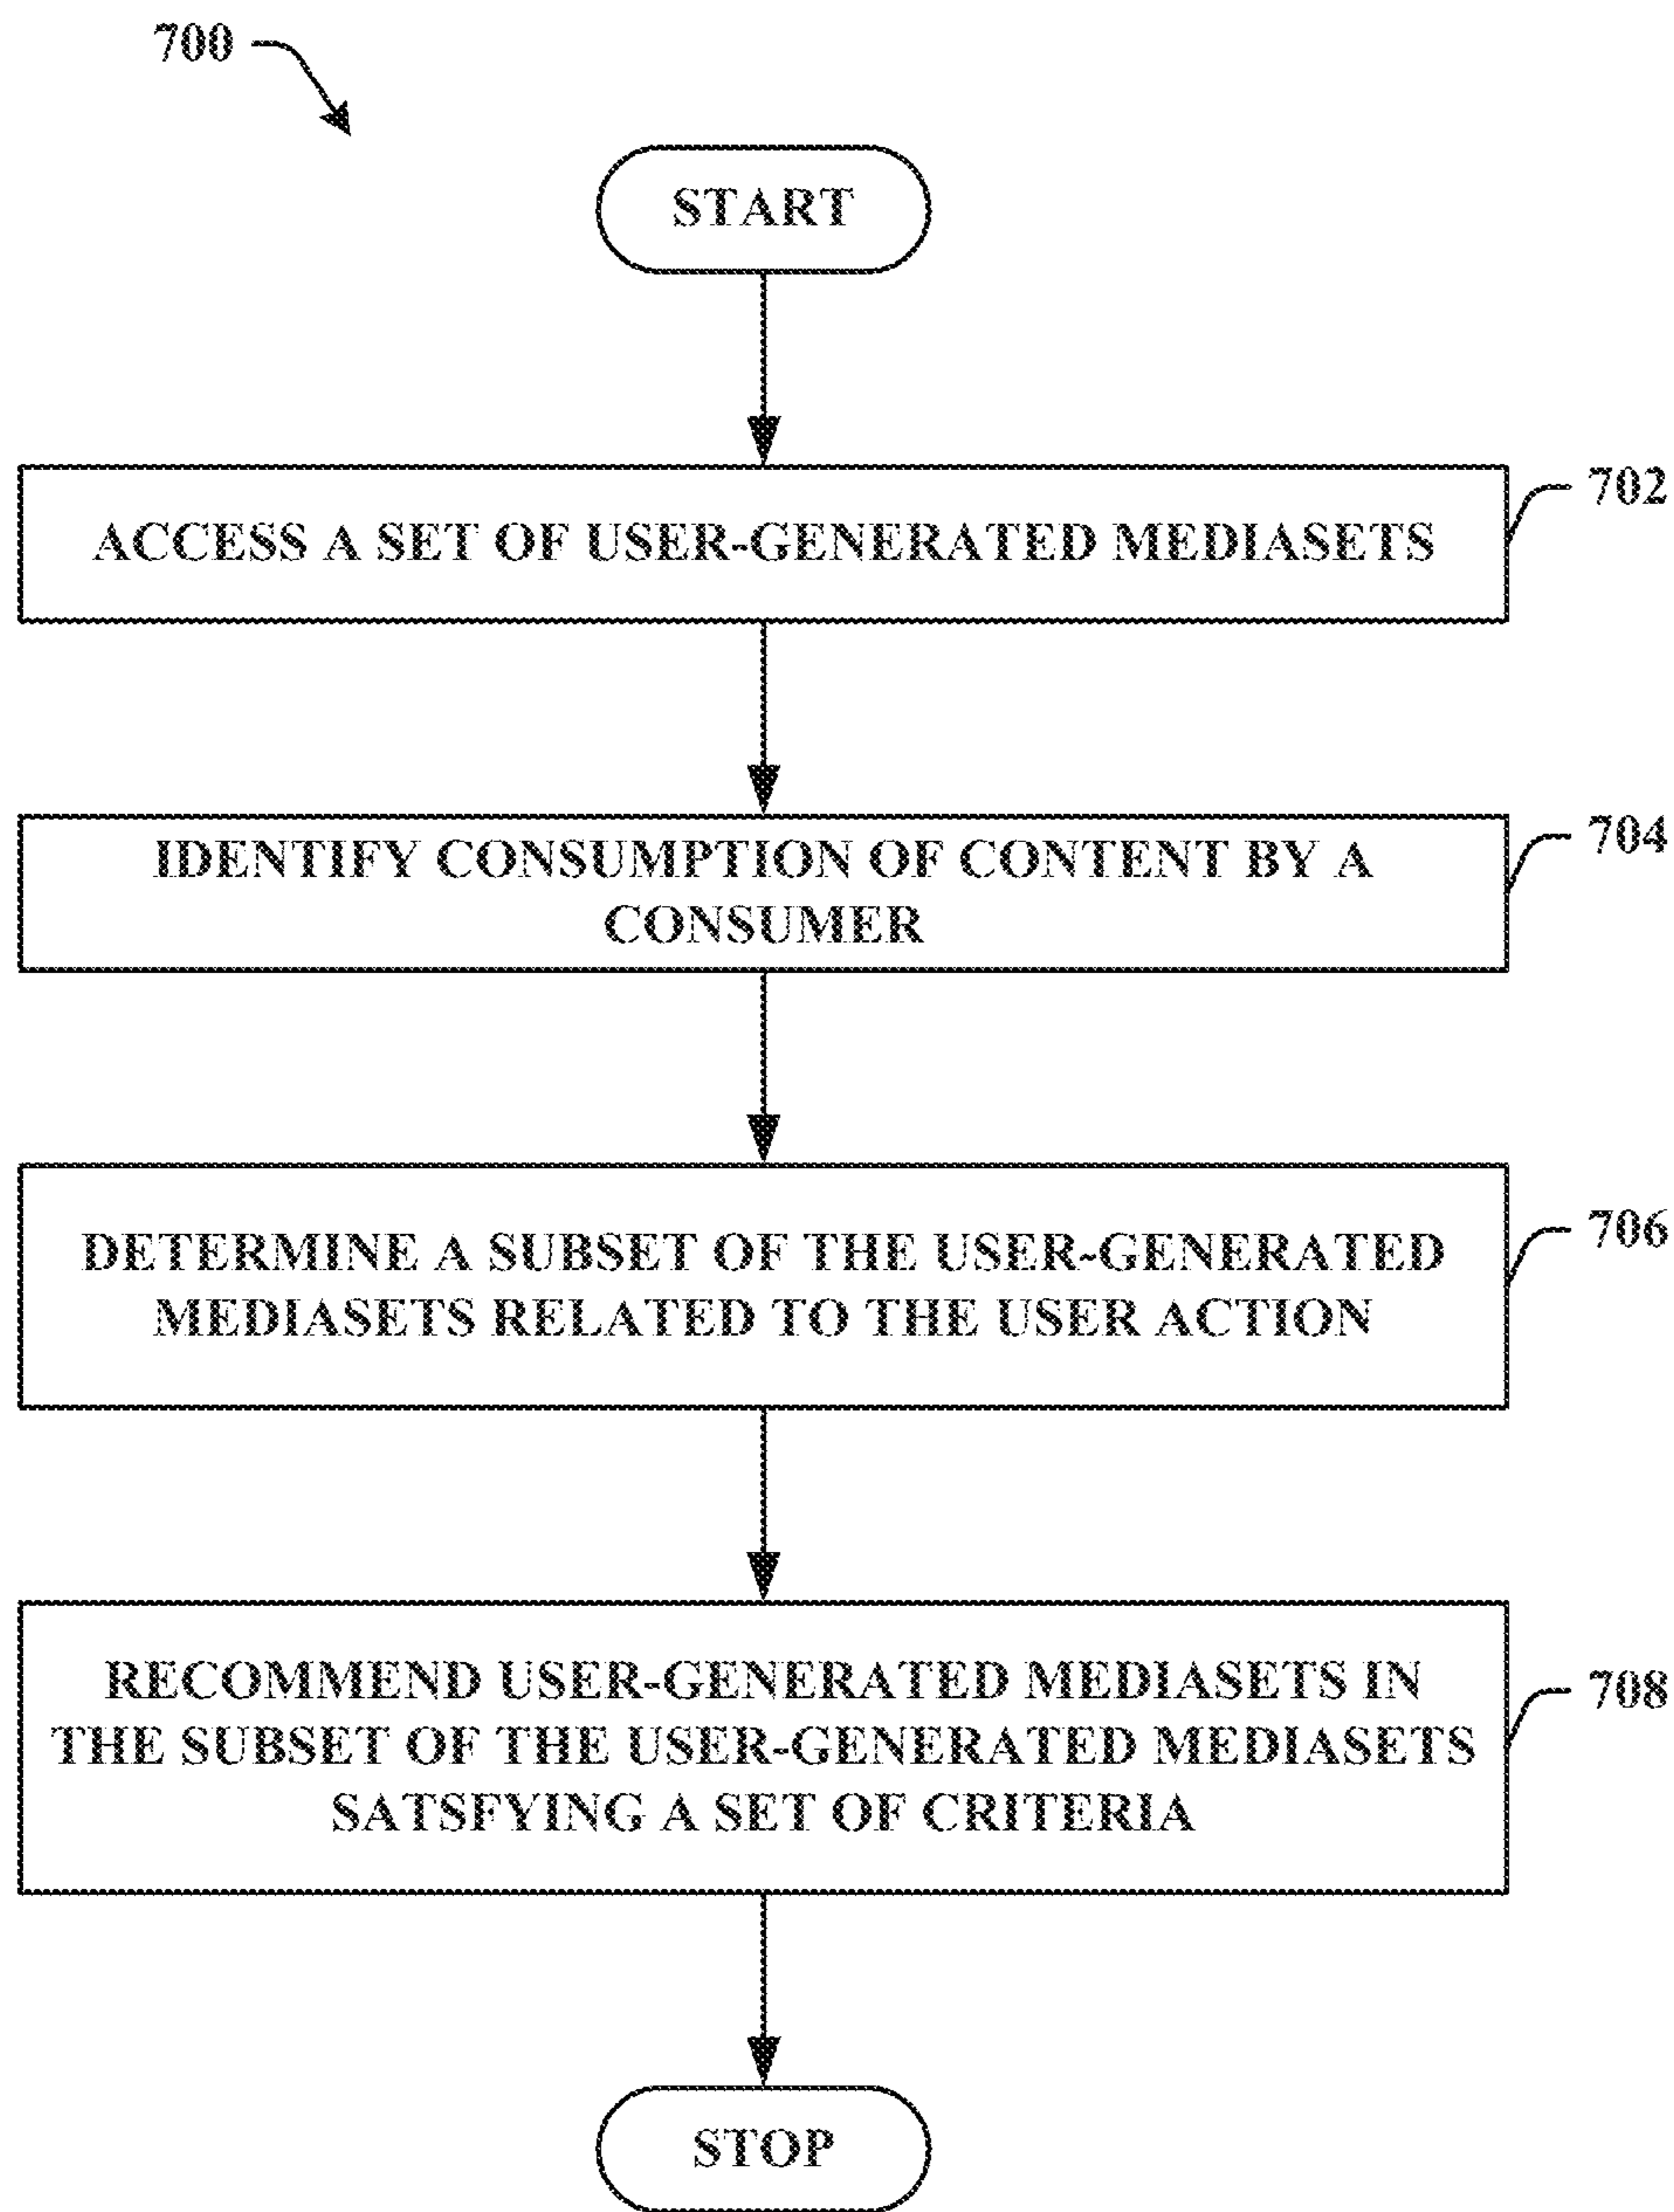 700
START
ACCESS A SET OF USER-GENERATED MEDIASETS
702
IDENTIFY CONSUMPTION OF CONTENT BY A
CONSUMER
704
DETERMINE A SUBSET OF THE USER-GENERATED
MEDIASETS RELATED TO THE USER ACTION
706
RECOMMEND USER-GENERATED MEDIASETS IN
THE SUBSET OF THE USER-GENERATED MEDIASETS
SATSFYING A SET OF CRITERIA
708
STOP